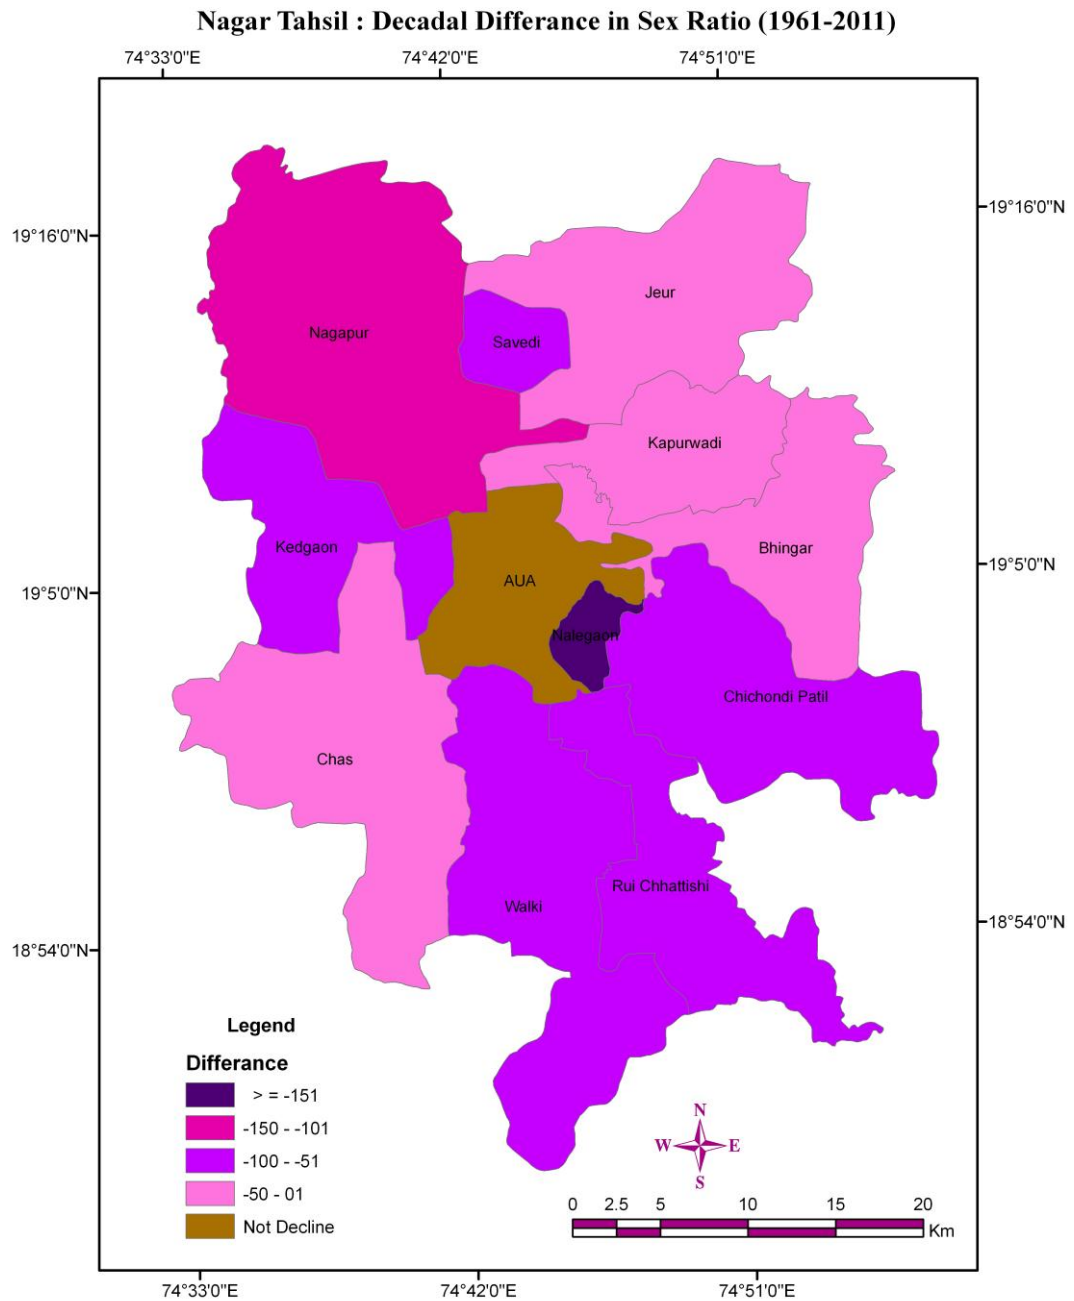 Nagar Tahsil : Decadal Differance in Sex Ratio (1961-2011)
74°33'0"E 74°42'0"E 74°51'0"E
19°16'0"N 19°16'0"N
Jeur
Nagapur
Savedi
Kapurwadi
Kedgaon
Bhingar
19°5'0"N
AUA
19°5'0"N
Nalegaon
Chichondi Patil
Chas
Rui Chhattishi
Walki
18°54'0"N
18°54'0"N
Legend
Differance
> = -151
-150 - -101
-100 - -51
-50 - 01
Not Decline
N
W E
S
0 2.5 5 10 15 20
Km
74°33'0"E 74°42'0"E 74°51'0"E